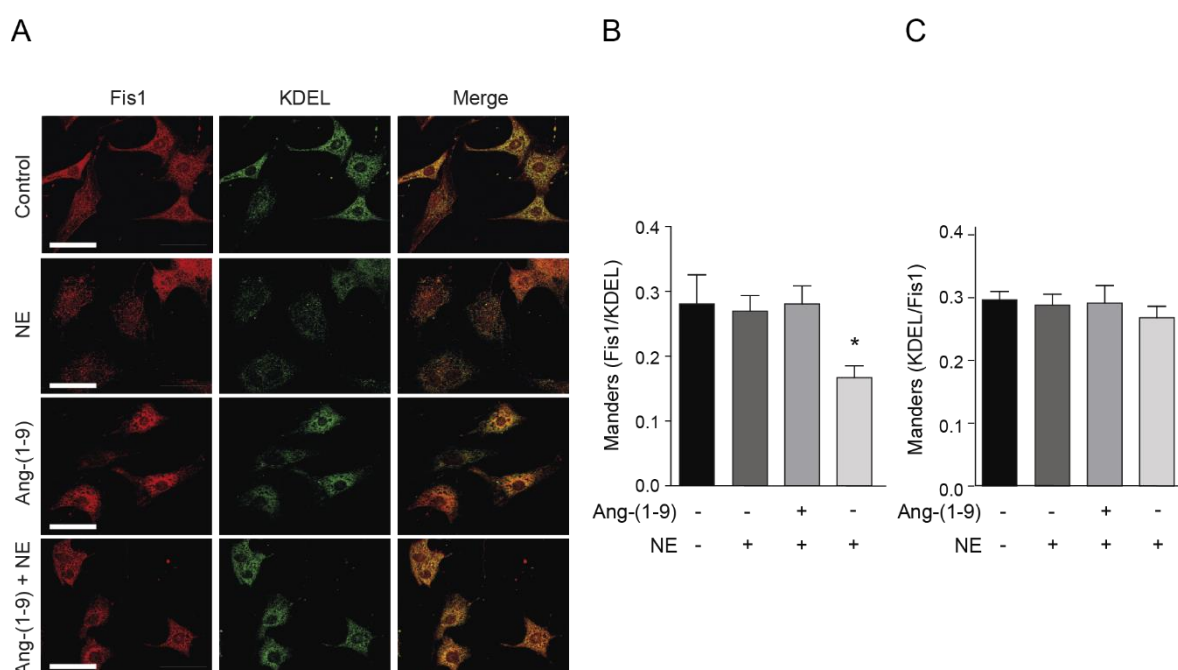 A
B
C
Fis1 KDEL Merge
Control
NE
Ang-(1-9)
Ang-(1-9) + NE
Manders (Fis1/KDEL)
0.4
0.3
0.2
0.1
0.0
*
Ang-(1-9) - - + -
NE - + + +
Manders (KDEL/Fis1)
0.4
0.3
0.2
0.1
0.0
Ang-(1-9) - - + -
NE - + + +